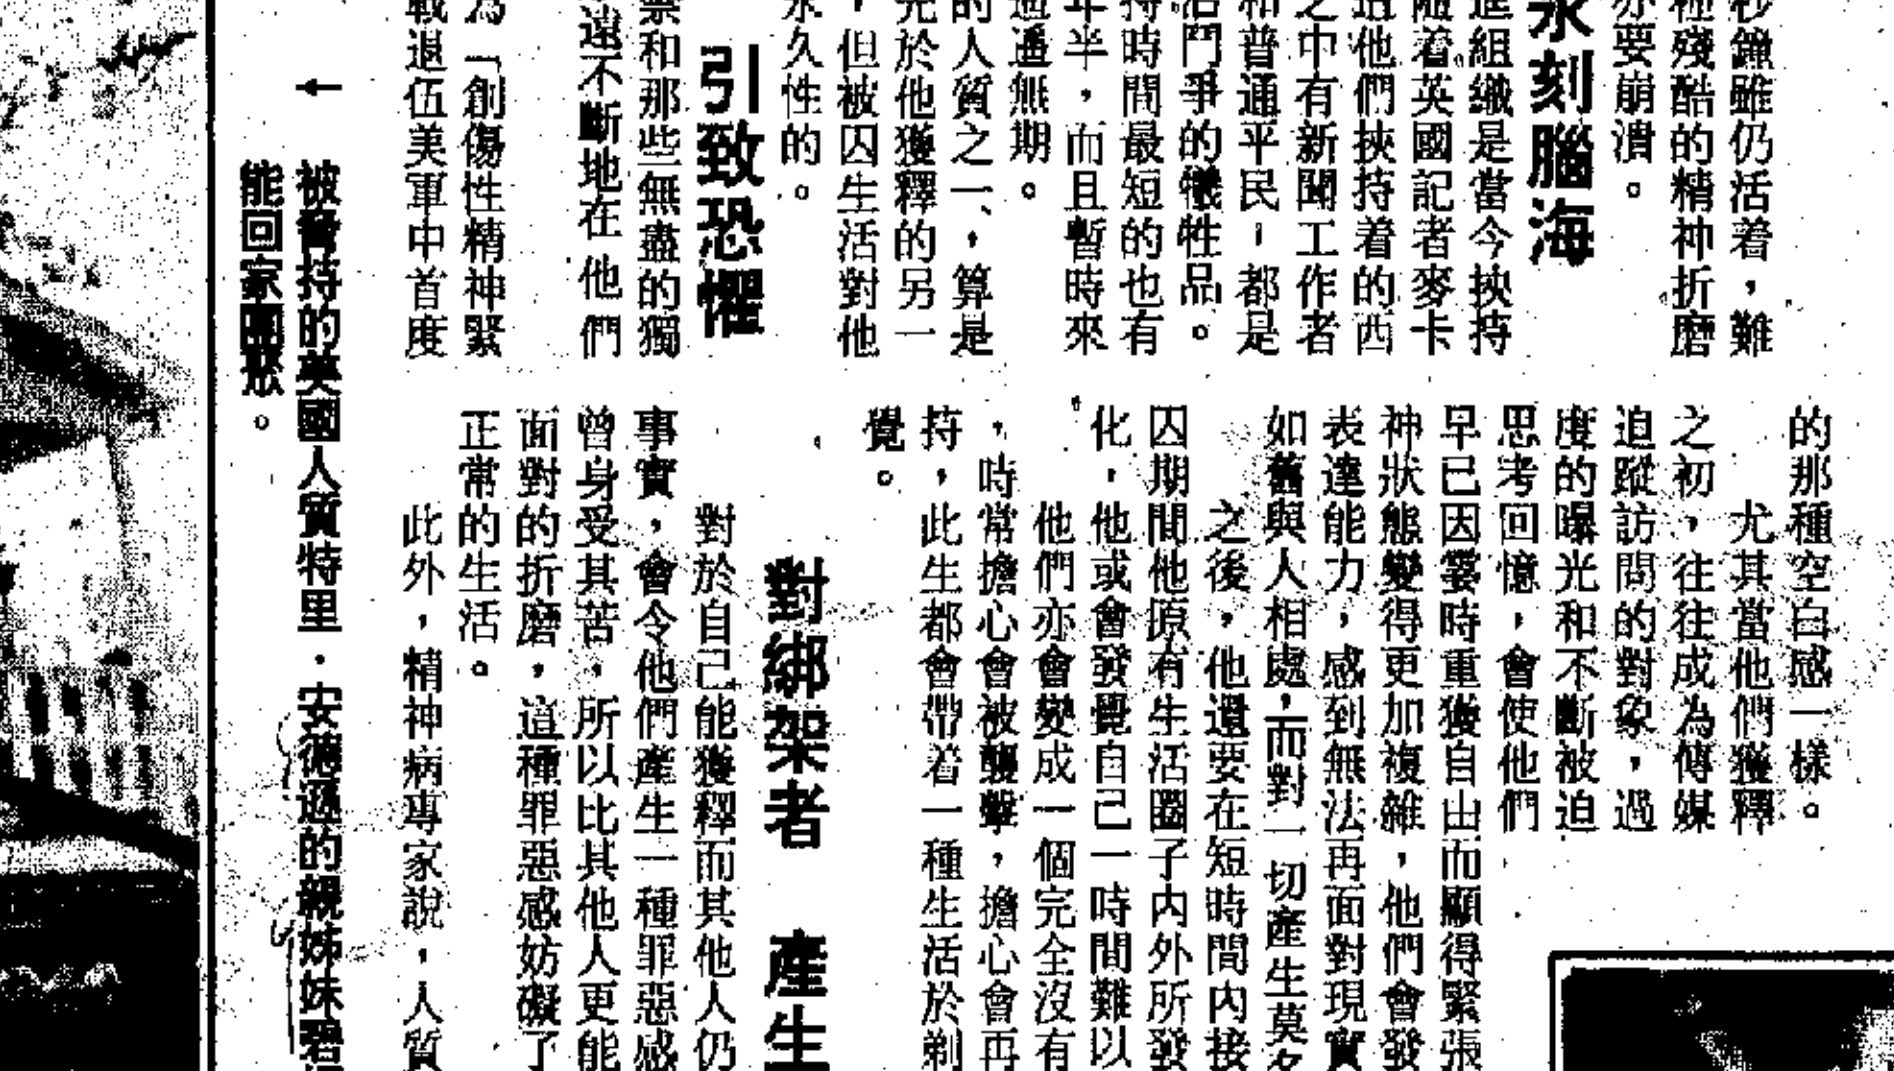 秒鐘雖仍活着，難
種殘酷的精神折磨
亦要崩潰。
永刻腦海
進組織是當今挾持
隨着英國記者麥卡
他們挾持着的西
之中有新聞工作者
和普通平民，都是
治鬥爭的犧牲品。
持時間最短的也有
年半，而且暫時來
遙無期。
的人質之一，算是
於他獲釋的另一
，但被囚生活對他
永久性的。
引致恐懼
禁和那些無盡的獨
遠不斷地在他們
為「創傷性精神緊
戰退伍美軍中首度
的那種空白感一樣。
尤其當他們獲釋
之初，往往成為傳媒
追蹤訪問的對象，過
度的曝光和不斷被迫
思考回憶，會使他們
早已因霎時重獲自由而顯得緊張
神狀態變得更加複雜，他們會發
表達能力，感到無法再面對現實
如舊與人相處，而對一切產生莫名
之後，他還要在短時間內接
囚期間他原有生活圈子內外所發
化，他或會發覺自己一時間難以
他們亦會變成一個完全沒有
，時常擔心會被襲擊，擔心會再
持，此生都會帶着一種生活於剃
覺。
對綁架者　產生
對於自己能獲釋而其他人仍
事實，會令他們產生一種罪惡感
曾身受其苦，所以比其他人更能
面對的折磨，這種罪惡感妨礙了
正常的生活。
此外，精神病專家說，人質
← 被脅持的英國人質特里．安德遜的親姊妹碧
能回家團聚。